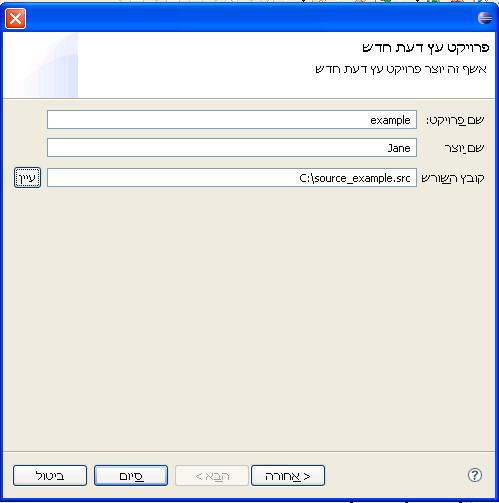 פרויקט עץ דעת חדש
אשף זה יוצר פרויקט עץ דעת חדש
שם פרויקט: example
שם יוצר Jane
קובץ השורש C:\source_example.src עיין
< אחורה הבא > סיום ביטול